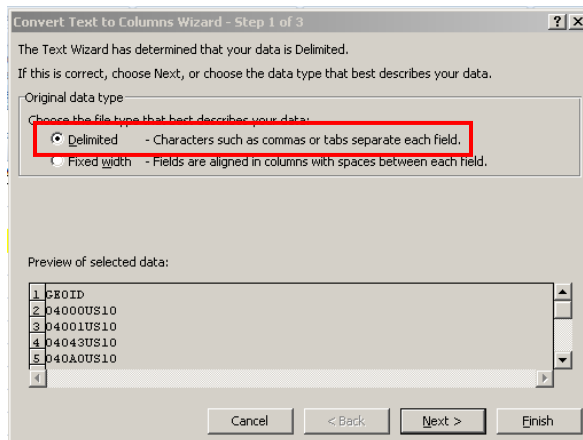 Convert Text to Columns Wizard - Step 1 of 3
The Text Wizard has determined that your data is Delimited.
If this is correct, choose Next, or choose the data type that best describes your data.
Original data type
Choose the file type that best describes your data:
Delimited - Characters such as commas or tabs separate each field.
Fixed width - Fields are aligned in columns with spaces between each field.
Preview of selected data:
1 GEOID
2 04000US10
3 04001US10
4 04043US10
5 040A0US10
Cancel < Back Next > Finish